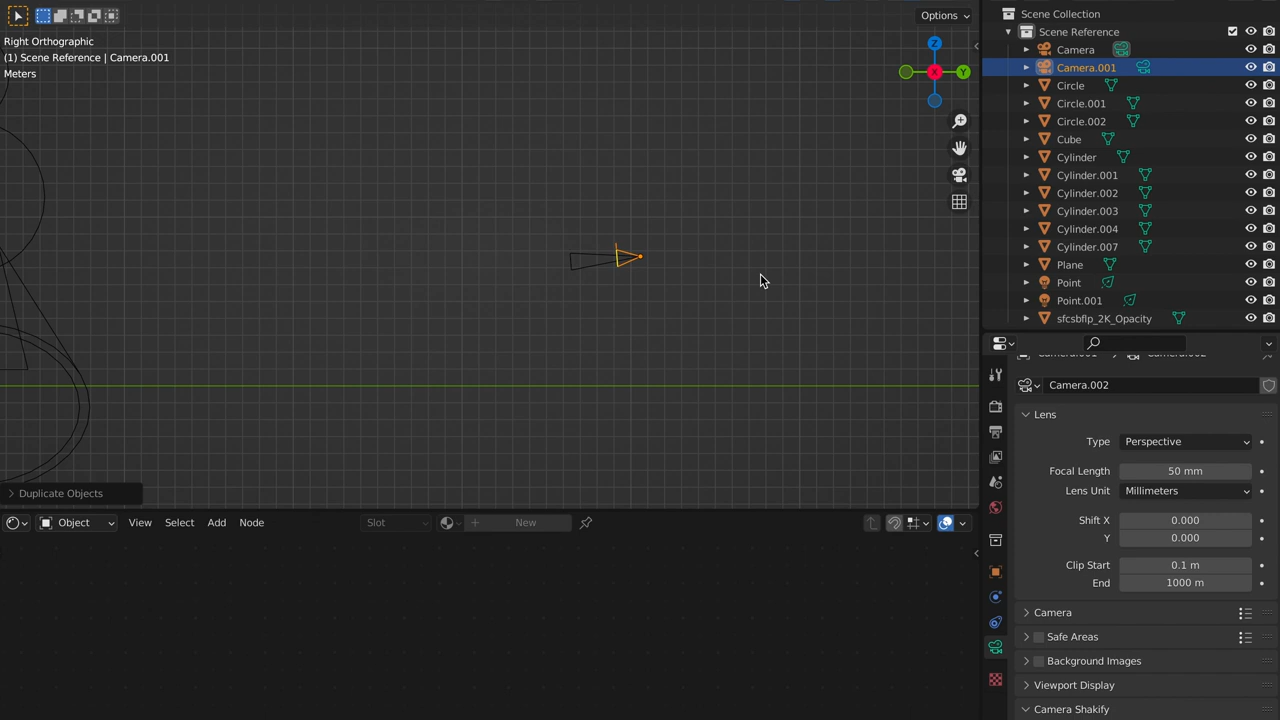 Options
Right Orthographic
(1) Scene Reference | Camera.001
Meters
Z
X
Y
Duplicate Objects
Scene Collection
Scene Reference
Camera
Camera.001
Circle
Circle.001
Circle.002
Cube
Cylinder
Cylinder.001
Cylinder.002
Cylinder.003
Cylinder.004
Cylinder.007
Plane
Point
Point.001
sfcsbflp_2K_Opacity
Camera.001 Camera.002
Camera.002
Lens
Type Perspective
Focal Length 50 mm
Lens Unit Millimeters
Shift X 0.000
Y 0.000
Clip Start 0.1 m
End 1000 m
Camera
Safe Areas
Background Images
Viewport Display
Camera Shakify
Object View Select Add Node Slot New